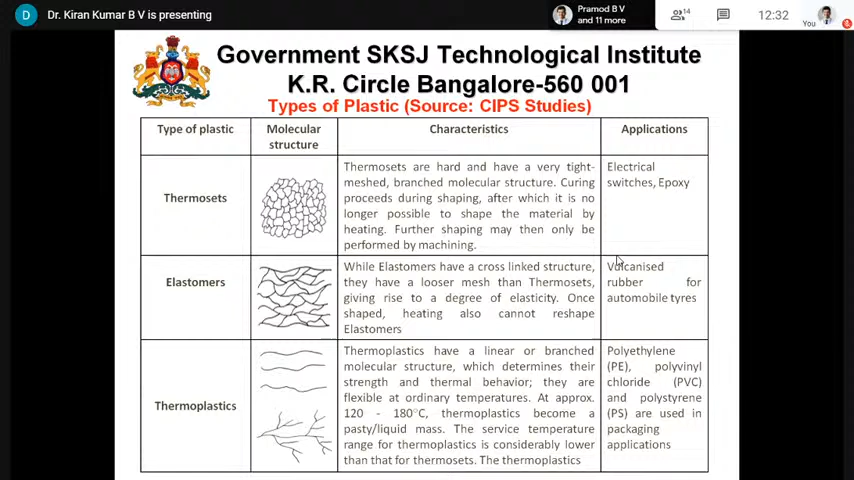 D Dr. Kiran Kumar B V is presenting
Pramod B V
and 11 more
14
12:32
You
Government SKSJ Technological Institute
K.R. Circle Bangalore-560 001
Types of Plastic (Source: CIPS Studies)
Type of plastic
Molecular
structure
Characteristics
Applications
Thermosets
Thermosets are hard and have a very tight-
meshed, branched molecular structure. Curing
proceeds during shaping, after which it is no
longer possible to shape the material by
heating. Further shaping may then only be
performed by machining.
Electrical
switches, Epoxy
Elastomers
While Elastomers have a cross linked structure,
they have a looser mesh than Thermosets,
giving rise to a degree of elasticity. Once
shaped, heating also cannot reshape
Elastomers
Vulcanised
rubber for
automobile tyres
Thermoplastics
Thermoplastics have a linear or branched
molecular structure, which determines their
strength and thermal behavior; they are
flexible at ordinary temperatures. At approx.
120 - 180°C, thermoplastics become a
pasty/liquid mass. The service temperature
range for thermoplastics is considerably lower
than that for thermosets. The thermoplastics
Polyethylene
(PE), polyvinyl
chloride (PVC)
and polystyrene
(PS) are used in
packaging
applications